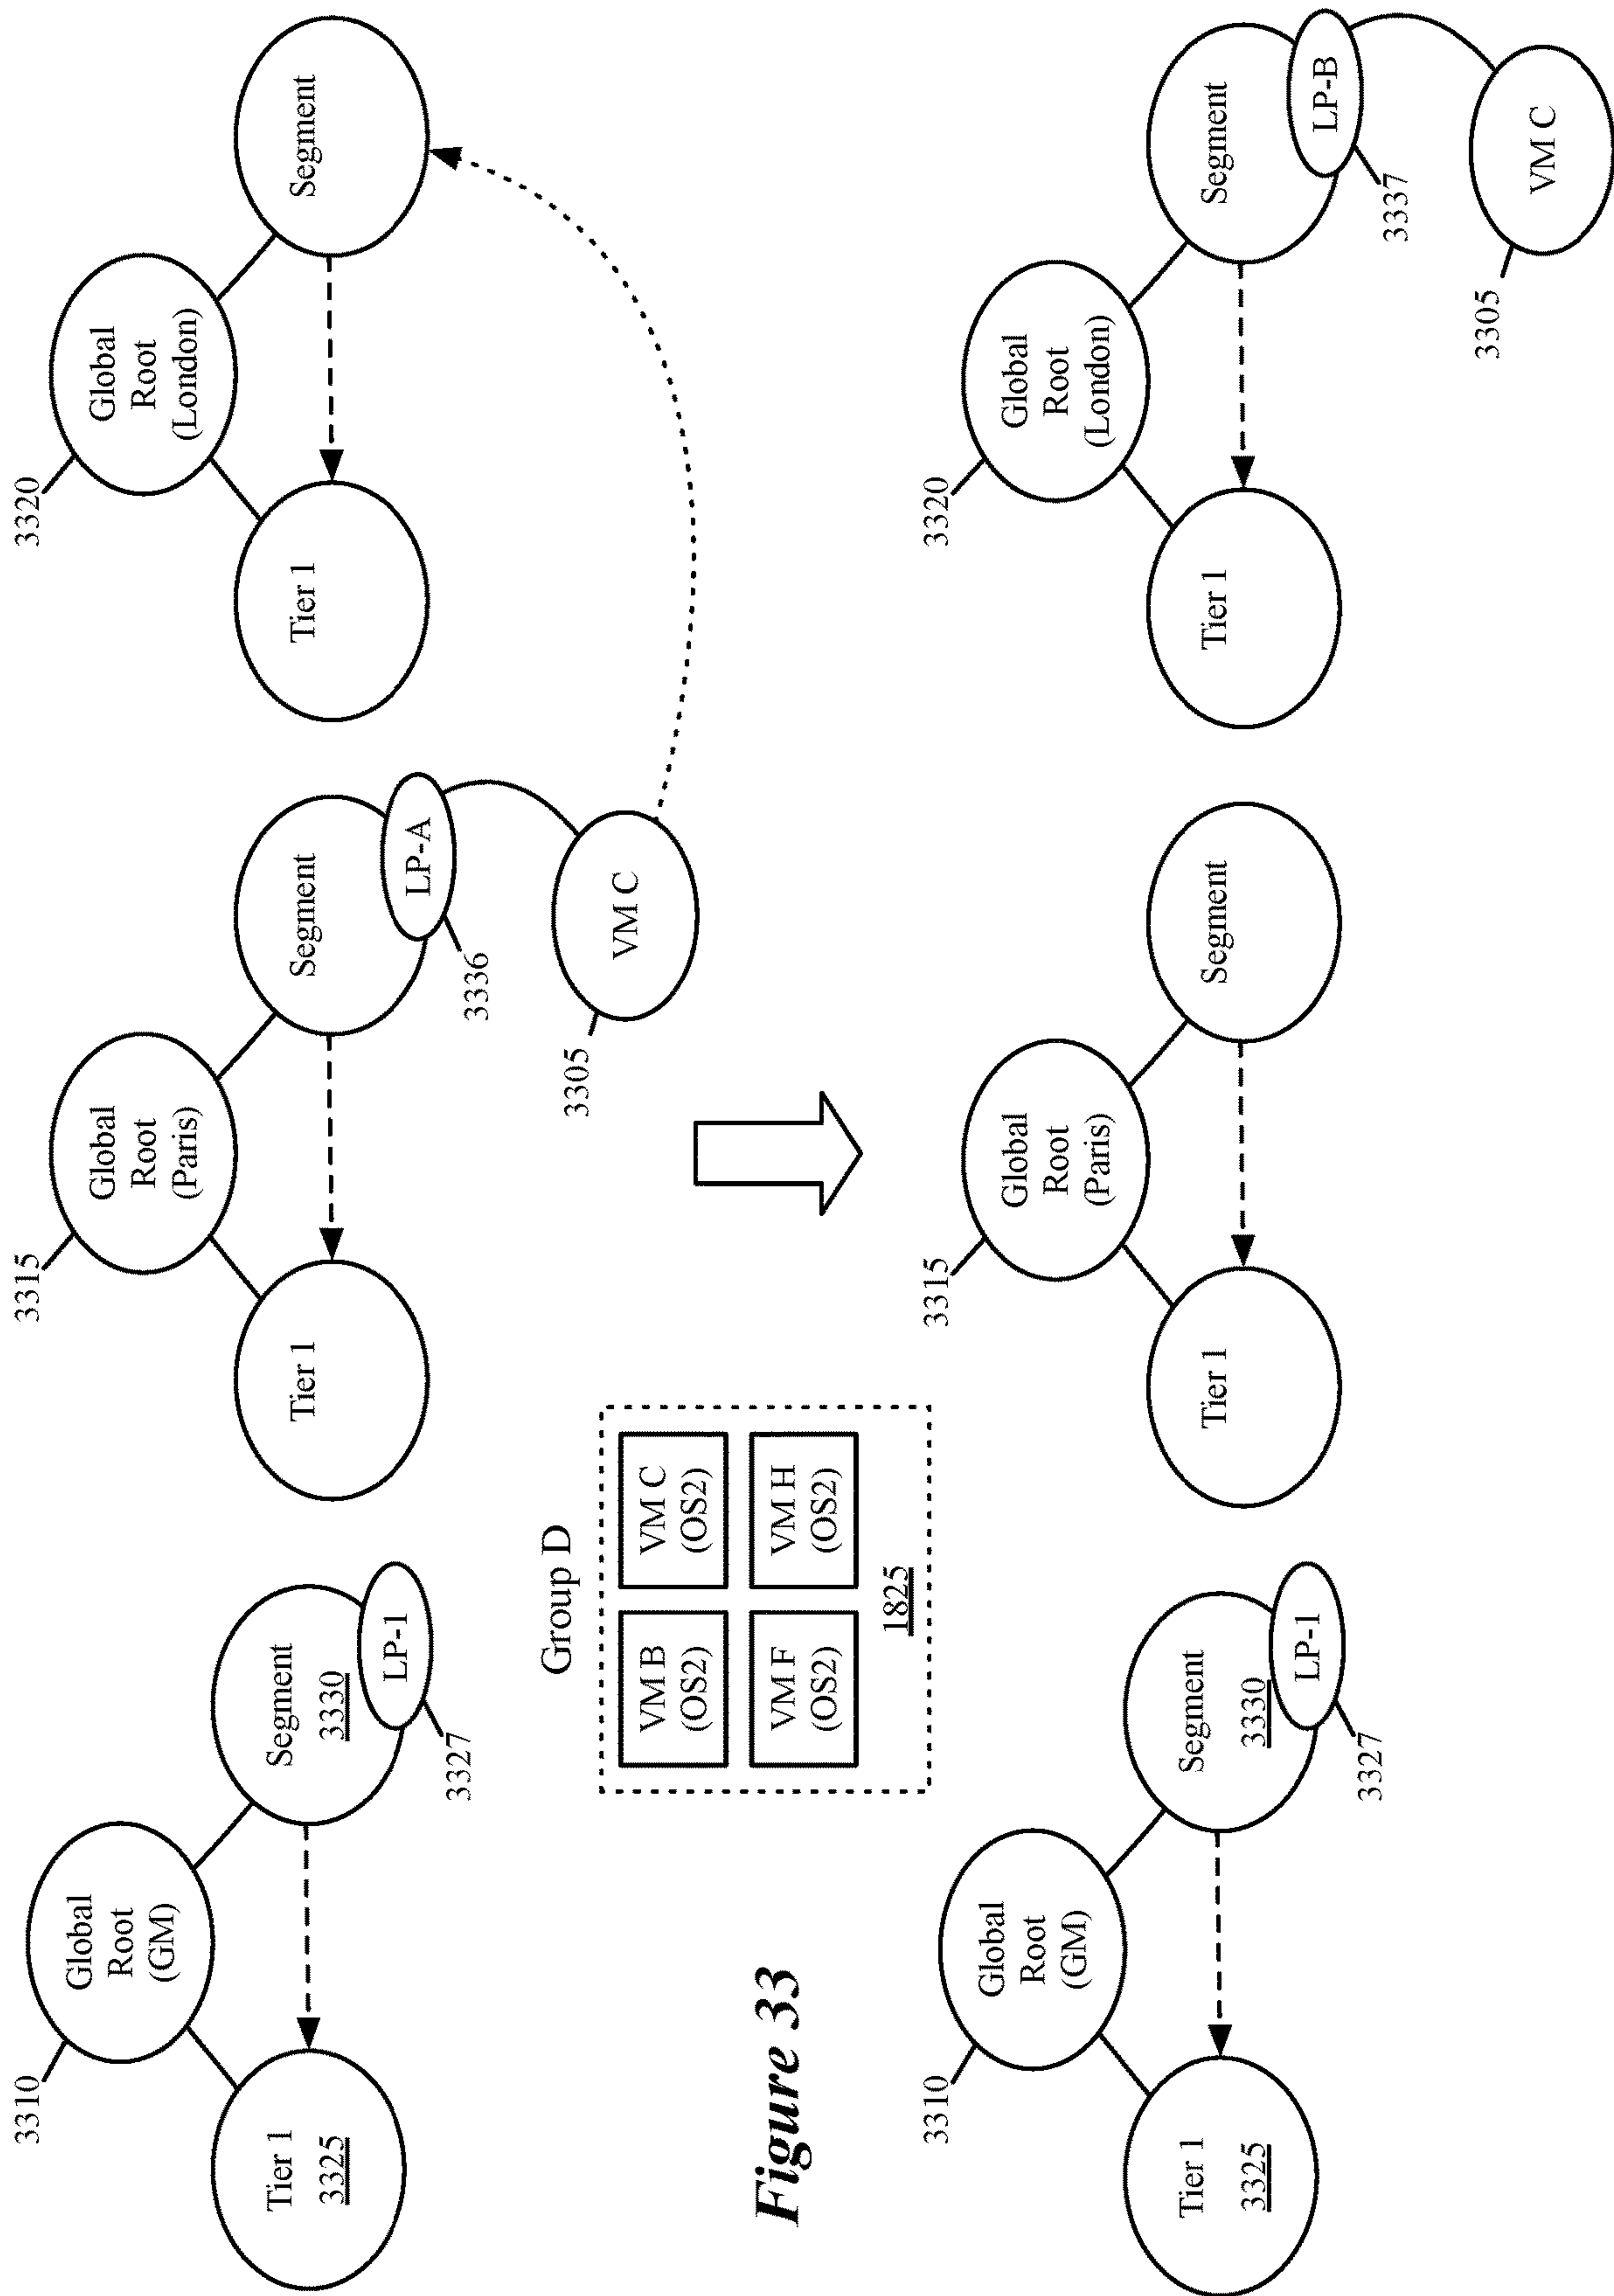 3310
Global
Root
(GM)
Tier 1
3325
Segment
3330
LP-1
3327
3315
Global
Root
(Paris)
Tier 1
Segment
LP-A
3336
VM C
3305
3320
Global
Root
(London)
Tier 1
Segment
Group D
VM B
(OS2)
VM C
(OS2)
VM F
(OS2)
VM H
(OS2)
1825
Figure 33
3310
Global
Root
(GM)
Tier 1
3325
Segment
3330
LP-1
3327
3315
Global
Root
(Paris)
Tier 1
Segment
3320
Global
Root
(London)
Tier 1
Segment
LP-B
3337
VM C
3305